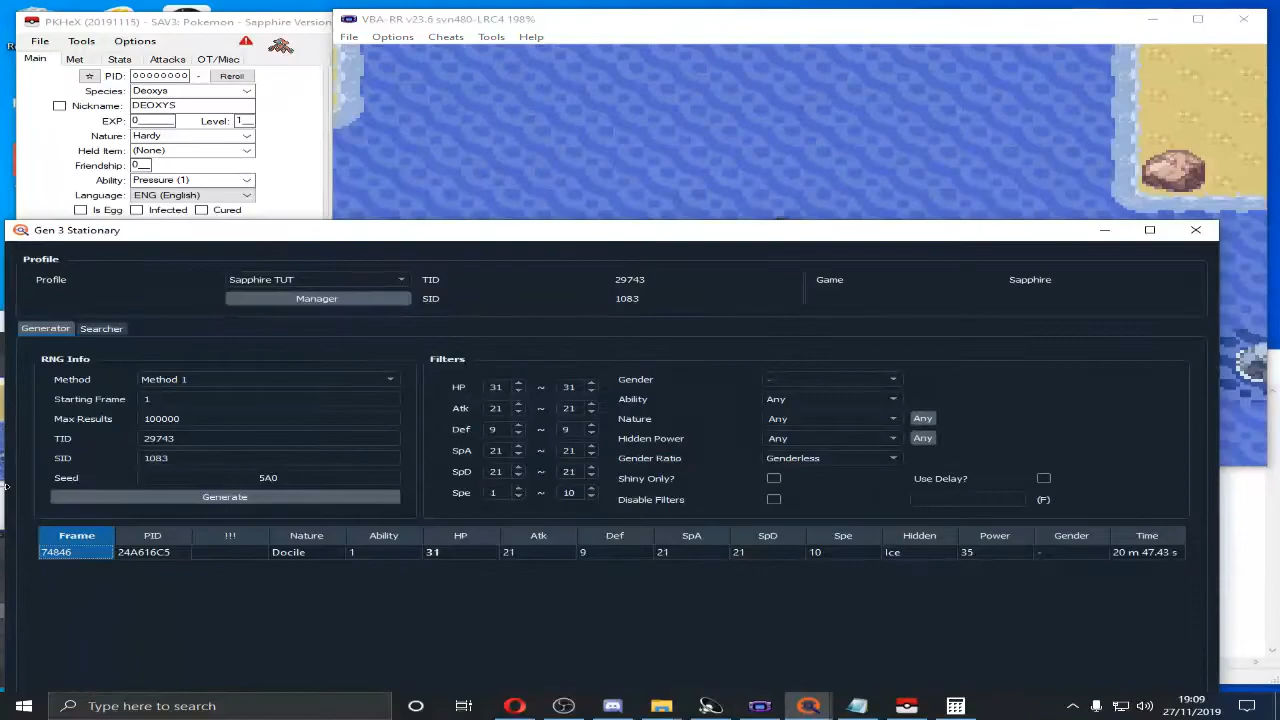 PKHeX (20191115) - SAV3: Pokemon - Sapphire Version
File Tools Options
Main Met Stats Attacks OT/Misc
PID: 00000000 - Reroll
Species: Deoxys
Nickname: DEOXYS
EXP: 0 Level: 1
Nature: Hardy
Held Item: (None)
Friendship: 0
Ability: Pressure (1)
Language: ENG (English)
Is Egg Infected Cured
VBA-RR v23.6 svn480-LRC4 198%
File Options Cheats Tools Help
Gen 3 Stationary
Profile
Profile Sapphire TUT TID 29743 Game Sapphire
Manager SID 1083
Generator Searcher
RNG Info
Method Method 1
Starting Frame 1
Max Results 100000
TID 29743
SID 1083
Seed 5A0
Generate
Filters
HP 31 ~ 31
Atk 21 ~ 21
Def 9 ~ 9
SpA 21 ~ 21
SpD 21 ~ 21
Spe 1 ~ 10
Gender -
Ability Any
Nature Any Any
Hidden Power Any Any
Gender Ratio Genderless
Shiny Only? Use Delay?
Disable Filters (F)
Frame PID !!! Nature Ability HP Atk Def SpA SpD Spe Hidden Power Gender Time
74846 24A616C5 Docile 1 31 21 9 21 21 10 Ice 35 - 20 m 47.43 s
Type here to search
19:09
27/11/2019